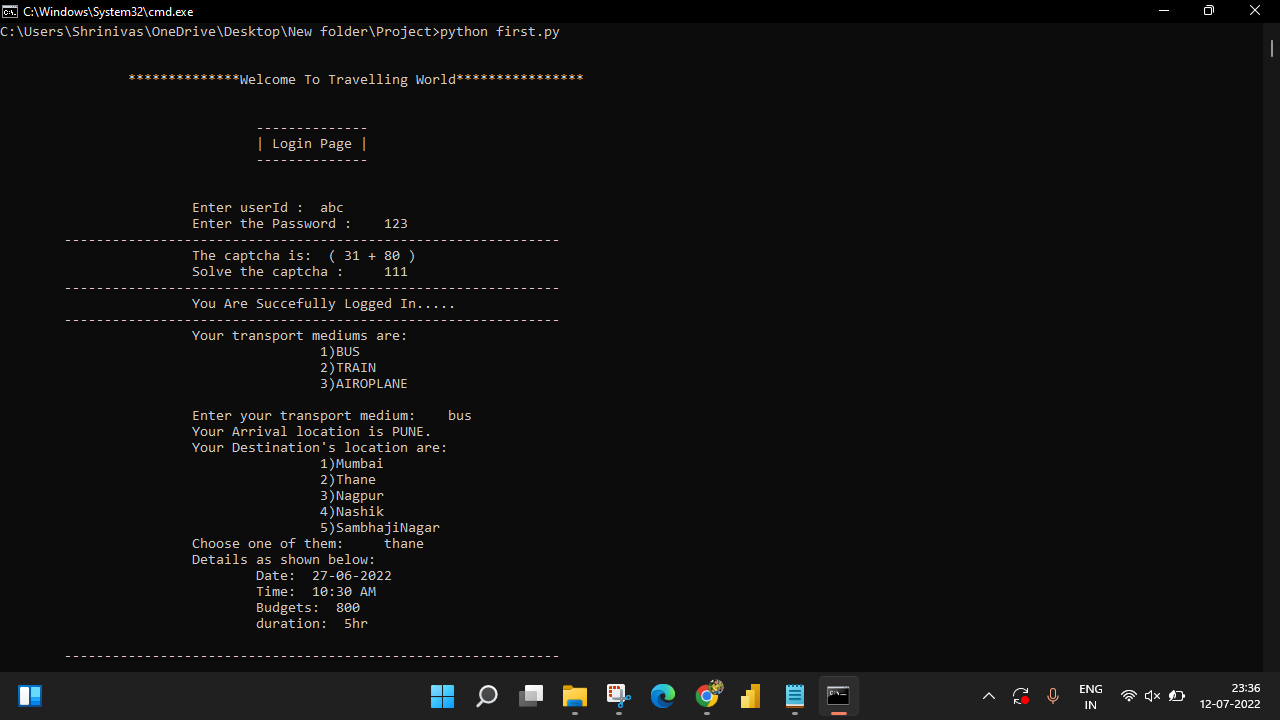 C:\Windows\System32\cmd.exe
C:\Users\Shrinivas\OneDrive\Desktop\New folder\Project>python first.py
**************Welcome To Travelling World****************
--------------
| Login Page |
--------------
Enter userId :  abc
Enter the Password :    123
--------------------------------------------------------------
The captcha is:  ( 31 + 80 )
Solve the captcha :     111
--------------------------------------------------------------
You Are Succefully Logged In.....
--------------------------------------------------------------
Your transport mediums are:
1)BUS
2)TRAIN
3)AIROPLANE
Enter your transport medium:    bus
Your Arrival location is PUNE.
Your Destination's location are:
1)Mumbai
2)Thane
3)Nagpur
4)Nashik
5)SambhajiNagar
Choose one of them:     thane
Details as shown below:
Date:  27-06-2022
Time:  10:30 AM
Budgets:  800
duration:  5hr
--------------------------------------------------------------
ENG
IN
23:36
12-07-2022